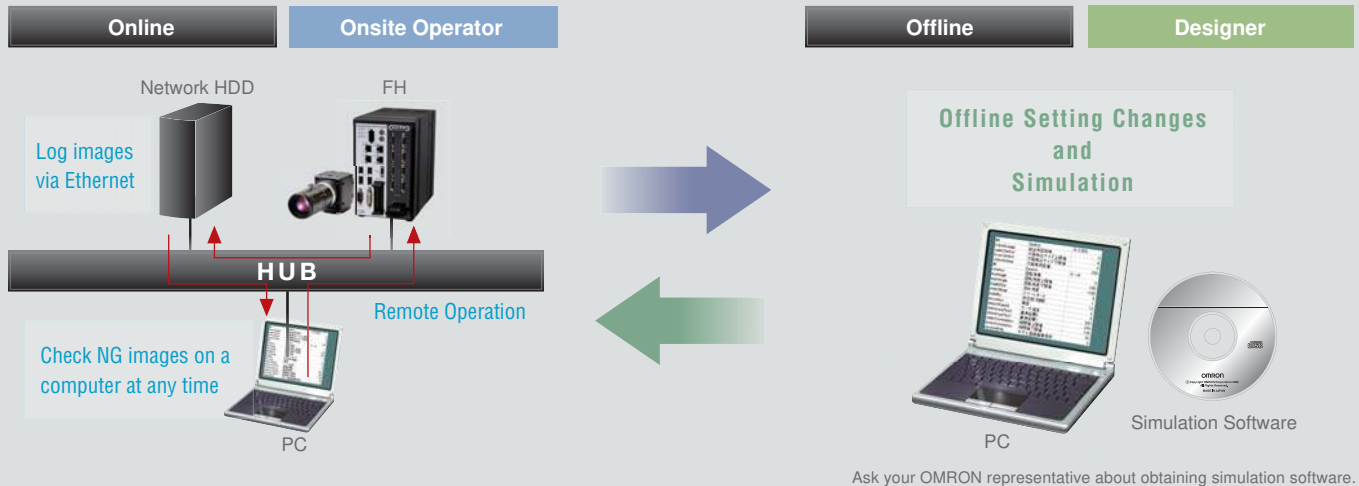 Online
Onsite Operator
Offline
Designer
Network HDD
FH
Log images
via Ethernet
HUB
Remote Operation
Check NG images on a
computer at any time
PC
Offline Setting Changes
and
Simulation
OMRON
PC
Simulation Software
Ask your OMRON representative about obtaining simulation software.